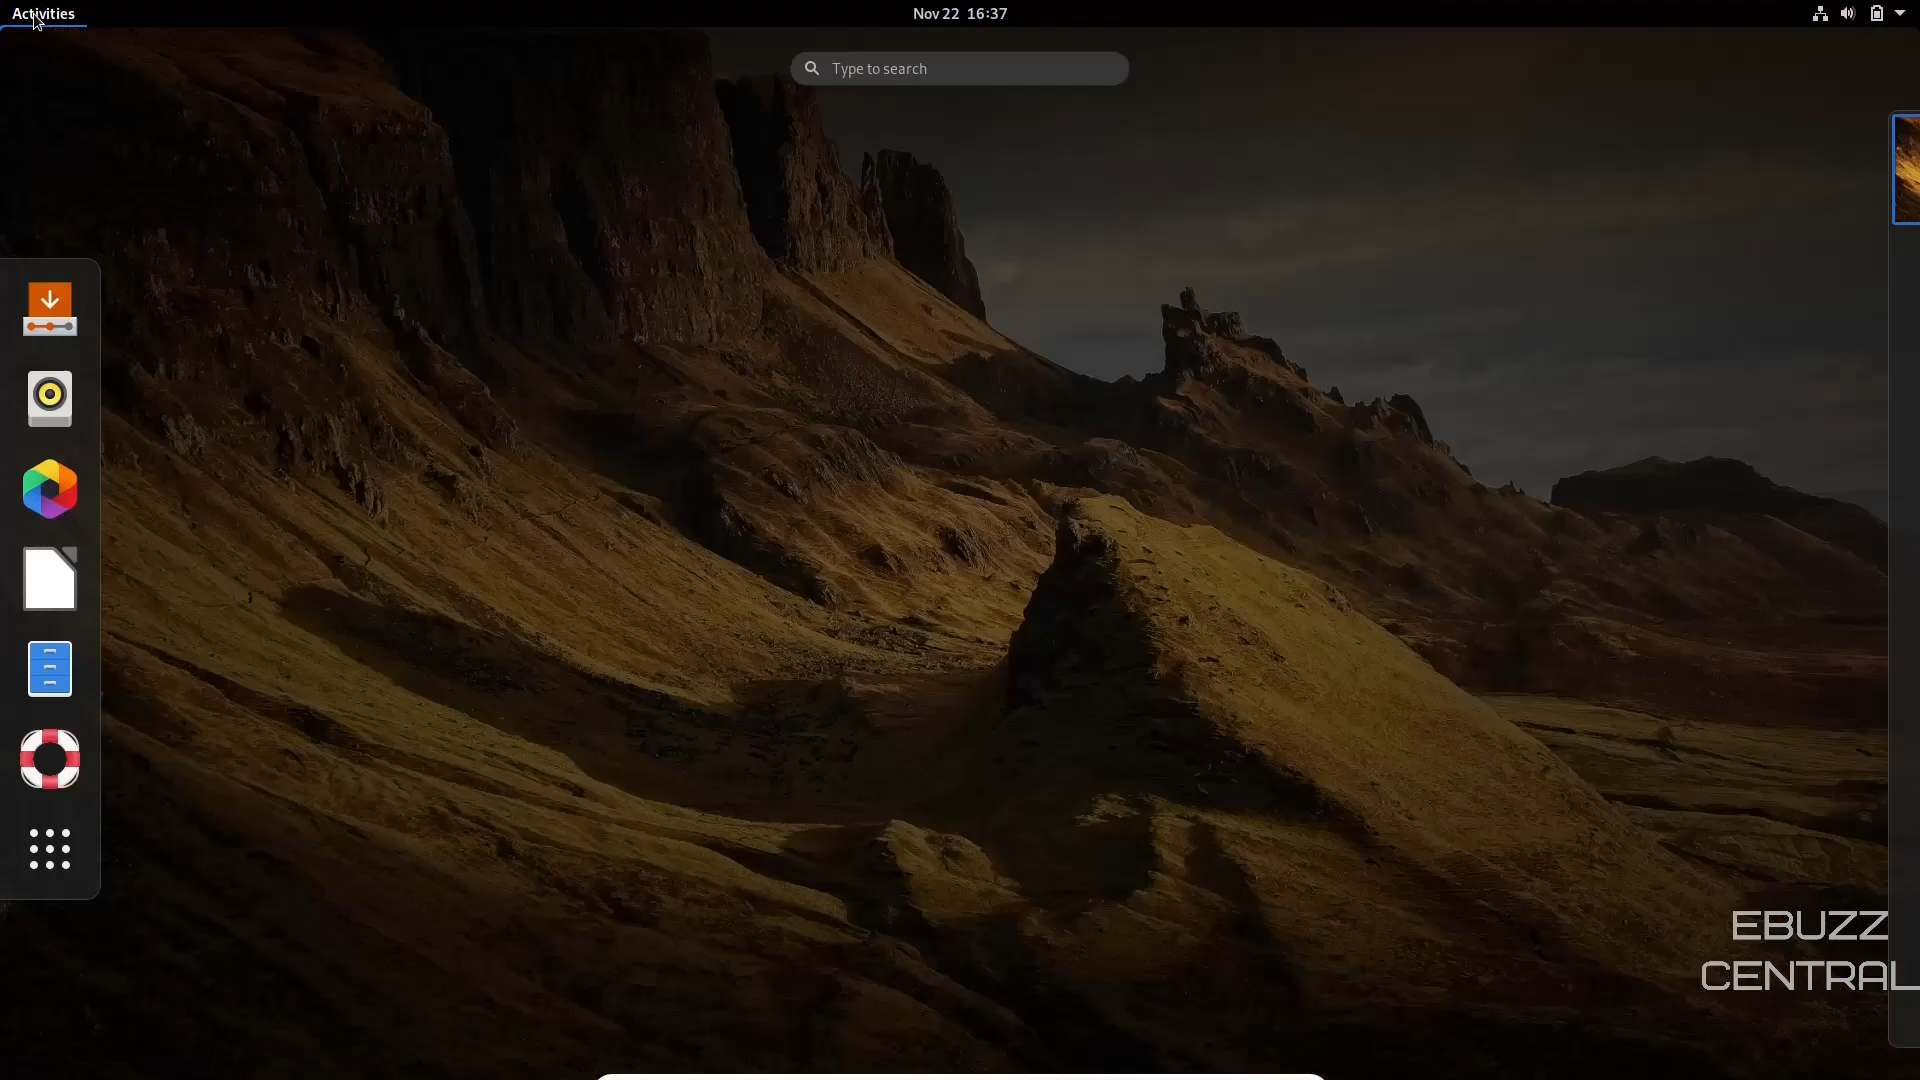 Activities
Nov 22 16:37
Type to search
EBUZZ
CENTRAL